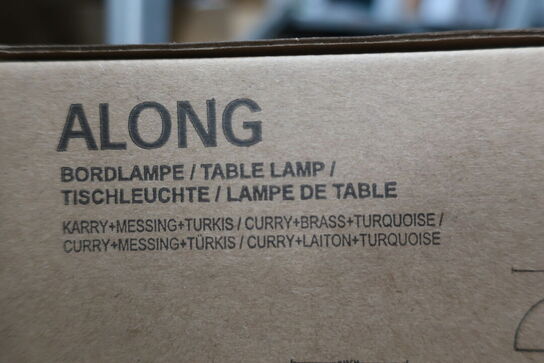 ALONG
BORDLAMPE / TABLE LAMP /
TISCHLEUCHTE / LAMPE DE TABLE
KARRY+MESSING+TURKIS / CURRY+BRASS+TURQUOISE /
CURRY+MESSING+TÜRKIS / CURRY+LAITON+TURQUOISE